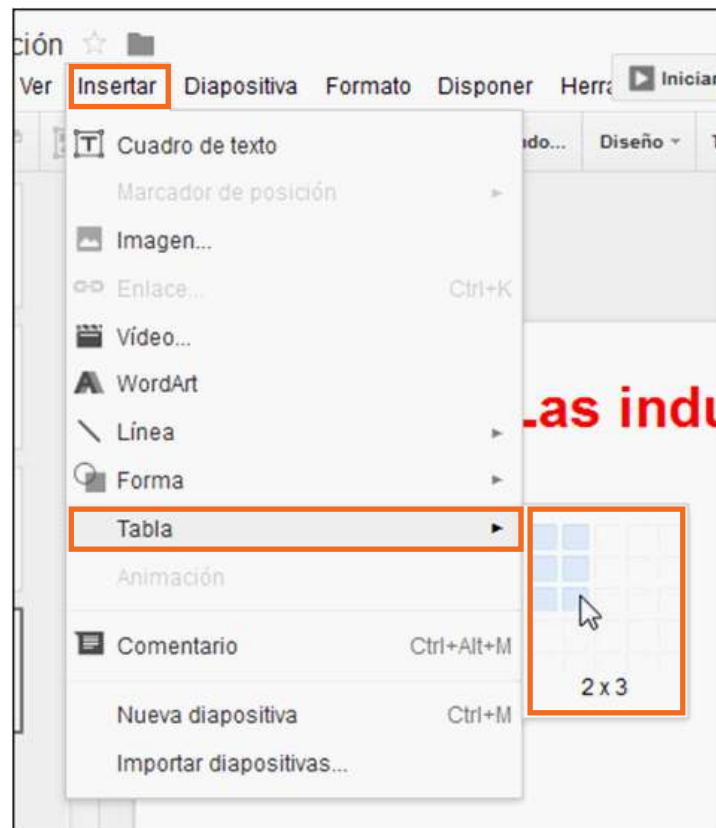 ción
Ver Insertar Diapositiva Formato Disponer Herra Iniciar
T Cuadro de texto do... Diseño T
Marcador de posición
Imagen...
Enlace... Ctrl+K
Vídeo...
A WordArt
Línea
Las indu
Forma
Tabla
Animación
2 x 3
Comentario Ctrl+Alt+M
Nueva diapositiva Ctrl+M
Importar diapositivas...